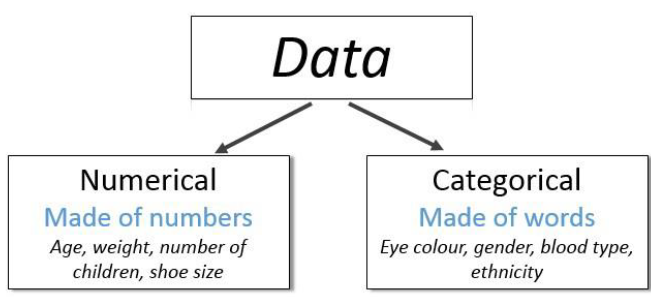 Data
Numerical
Made of numbers
Age, weight, number of
children, shoe size
Categorical
Made of words
Eye colour, gender, blood type,
ethnicity